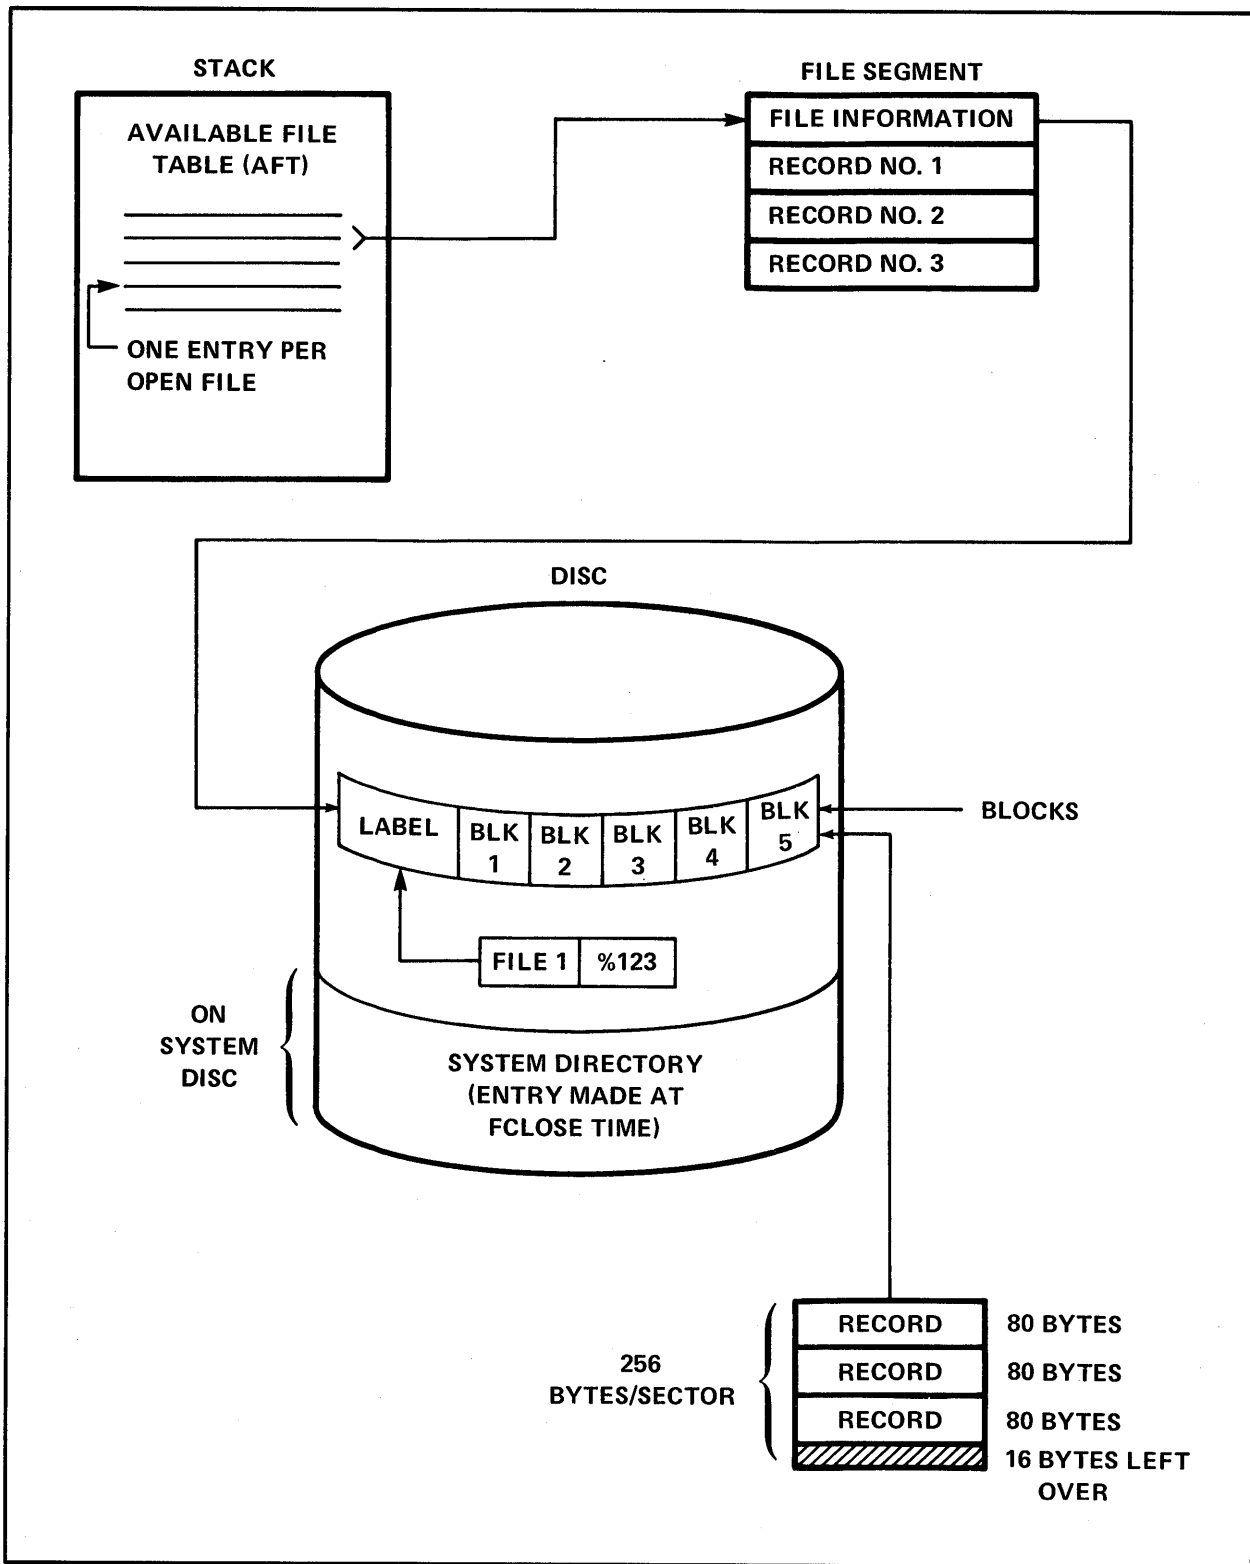 STACK
AVAILABLE FILE
TABLE (AFT)
ONE ENTRY PER
OPEN FILE
FILE SEGMENT
FILE INFORMATION
RECORD NO. 1
RECORD NO. 2
RECORD NO. 3
DISC
LABEL
BLK
1
BLK
2
BLK
3
BLK
4
BLK
5
BLOCKS
FILE 1
%123
ON
SYSTEM
DISC
SYSTEM DIRECTORY
(ENTRY MADE AT
FCLOSE TIME)
256
BYTES/SECTOR
RECORD
80 BYTES
RECORD
80 BYTES
RECORD
80 BYTES
16 BYTES LEFT
OVER